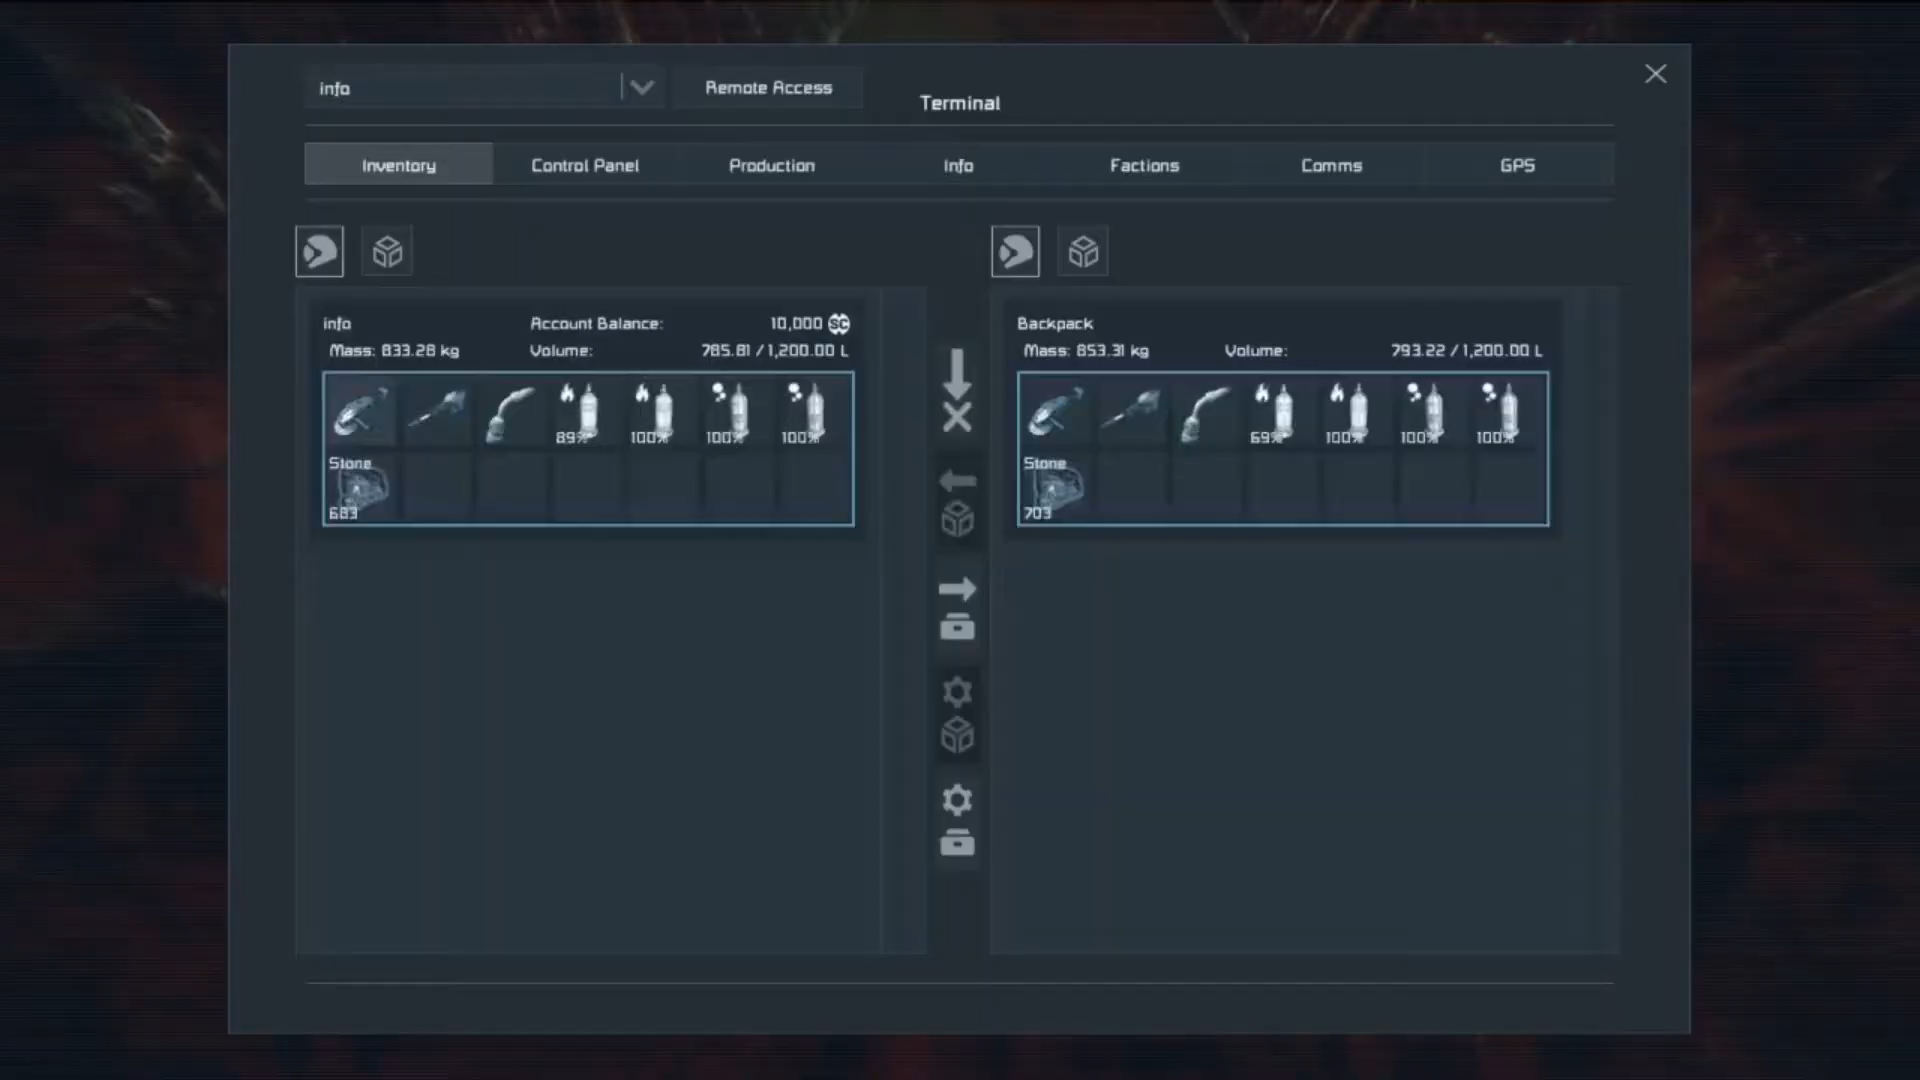 info
Remote Access
Terminal
Inventory
Control Panel
Production
Info
Factions
Comms
GPS
info
Account Balance:
10,000 SC
Mass: 833.28 kg
Volume:
785.81 / 1,200.00 L
89%
100%
100%
100%
Stone
683
Backpack
Mass: 853.31 kg
Volume:
793.22 / 1,200.00 L
69%
100%
100%
100%
Stone
703